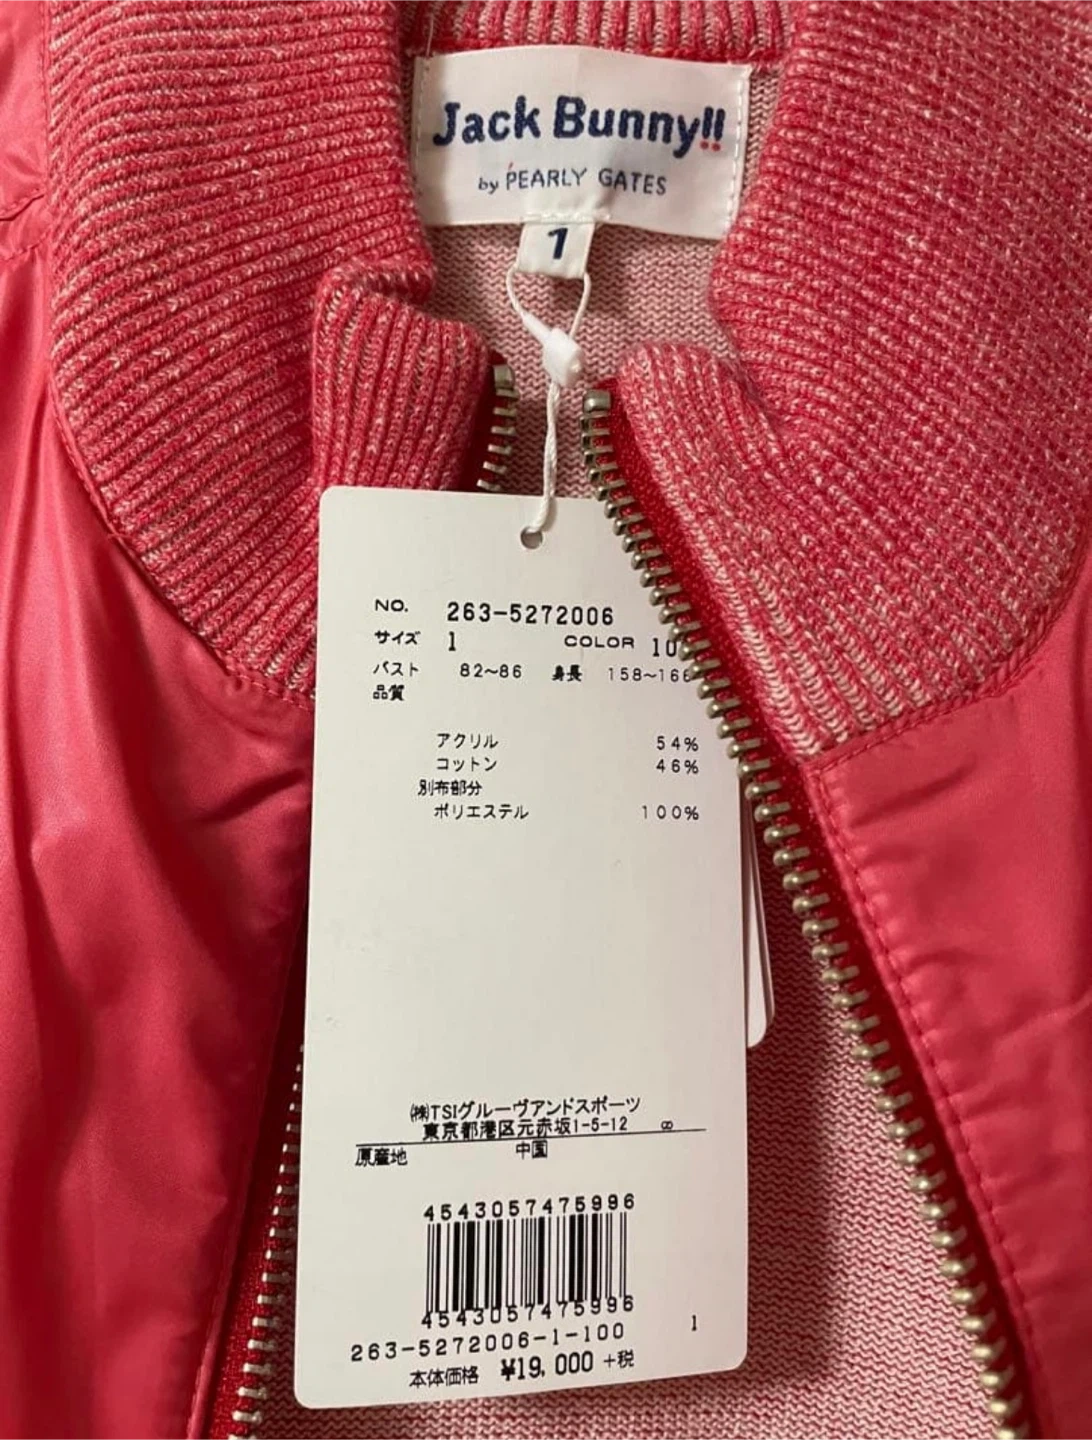 Jack Bunny!!
by PEARLY GATES
1
NO. 263-5272006
サイズ 1 COLOR 10
バスト 82~86 身長 158~166
品質
アクリル 54%
コットン 46%
別布部分
ポリエステル 100%
㈱TSIグルーヴアンドスポーツ
東京都港区元赤坂1-5-12 8
原産地 中国
4543057475996
4543057475996
263-5272006-1-100 1
本体価格 ¥19,000+税